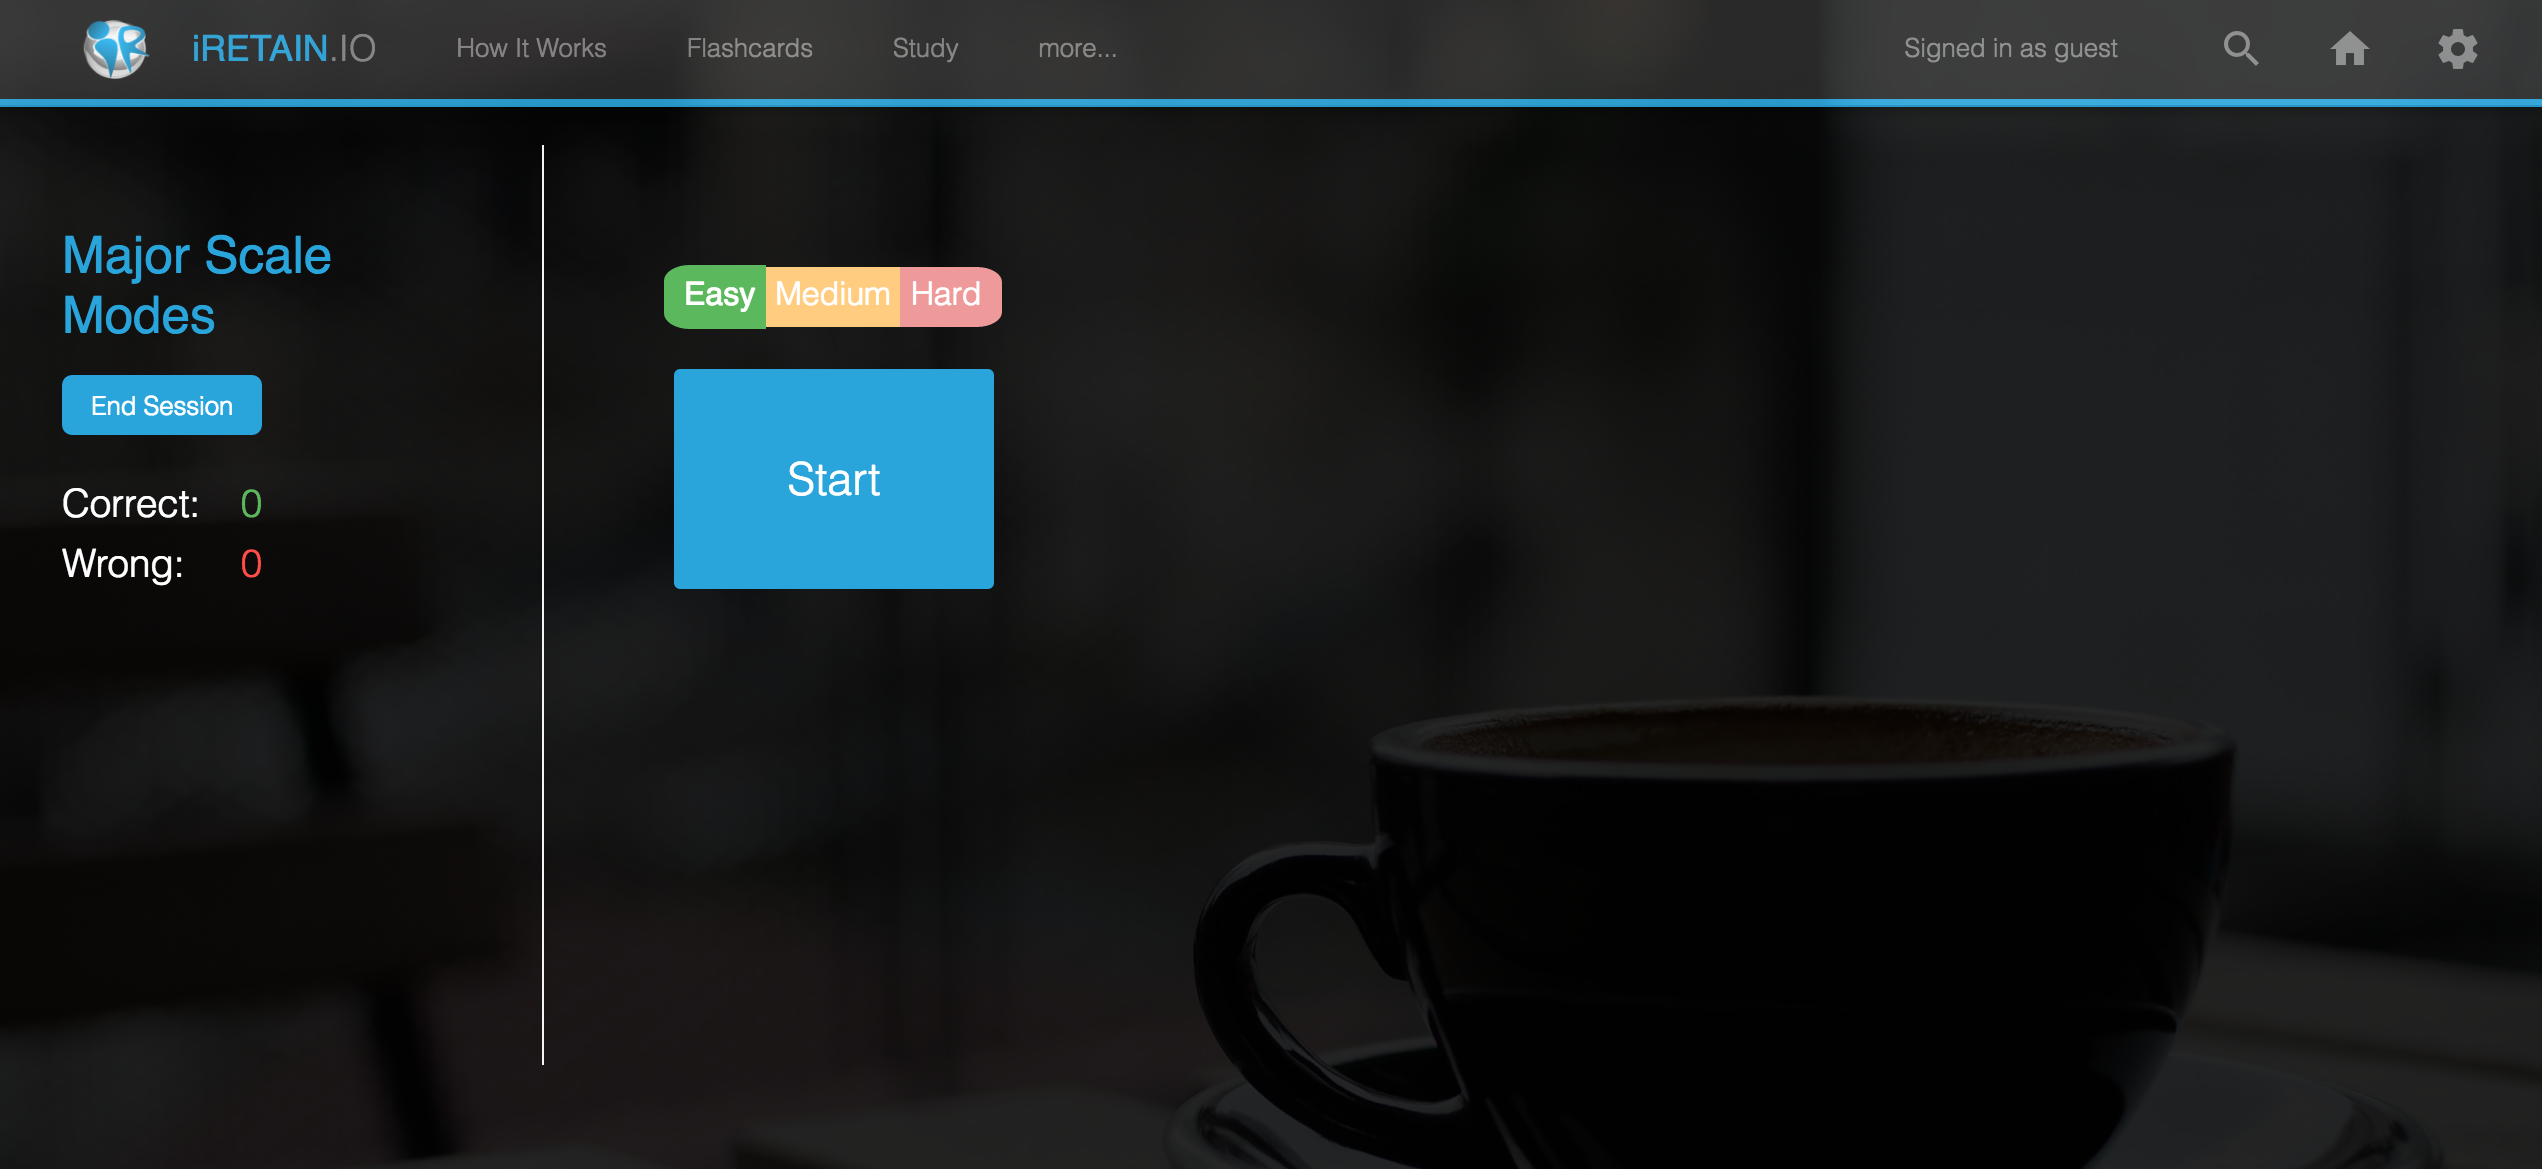 iRETAIN.IO How It Works Flashcards Study more... Signed in as guest
Major Scale
Modes
End Session
Correct: 0
Wrong: 0
Easy Medium Hard
Start